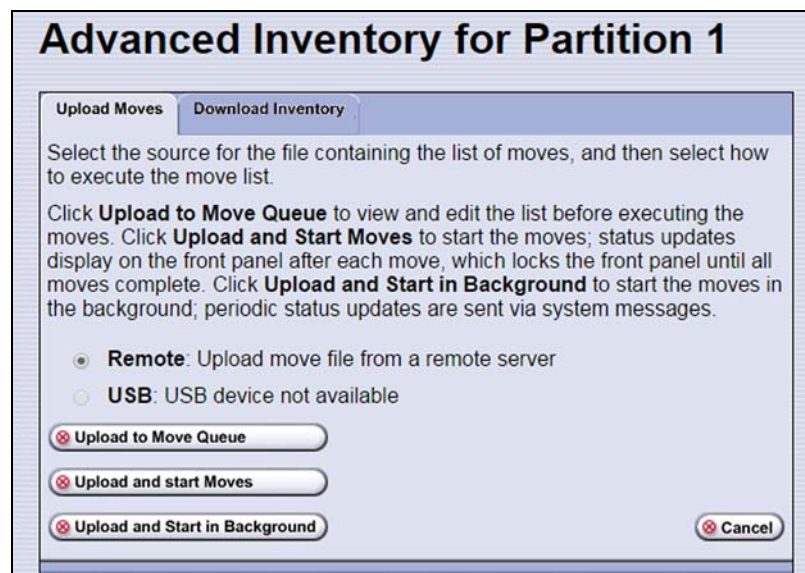 Advanced Inventory for Partition 1
Upload Moves
Download Inventory
Select the source for the file containing the list of moves, and then select how
to execute the move list.
Click Upload to Move Queue to view and edit the list before executing the
moves. Click Upload and Start Moves to start the moves; status updates
display on the front panel after each move, which locks the front panel until all
moves complete. Click Upload and Start in Background to start the moves in
the background; periodic status updates are sent via system messages.
Remote: Upload move file from a remote server
USB: USB device not available
Upload to Move Queue
Upload and start Moves
Upload and Start in Background
Cancel